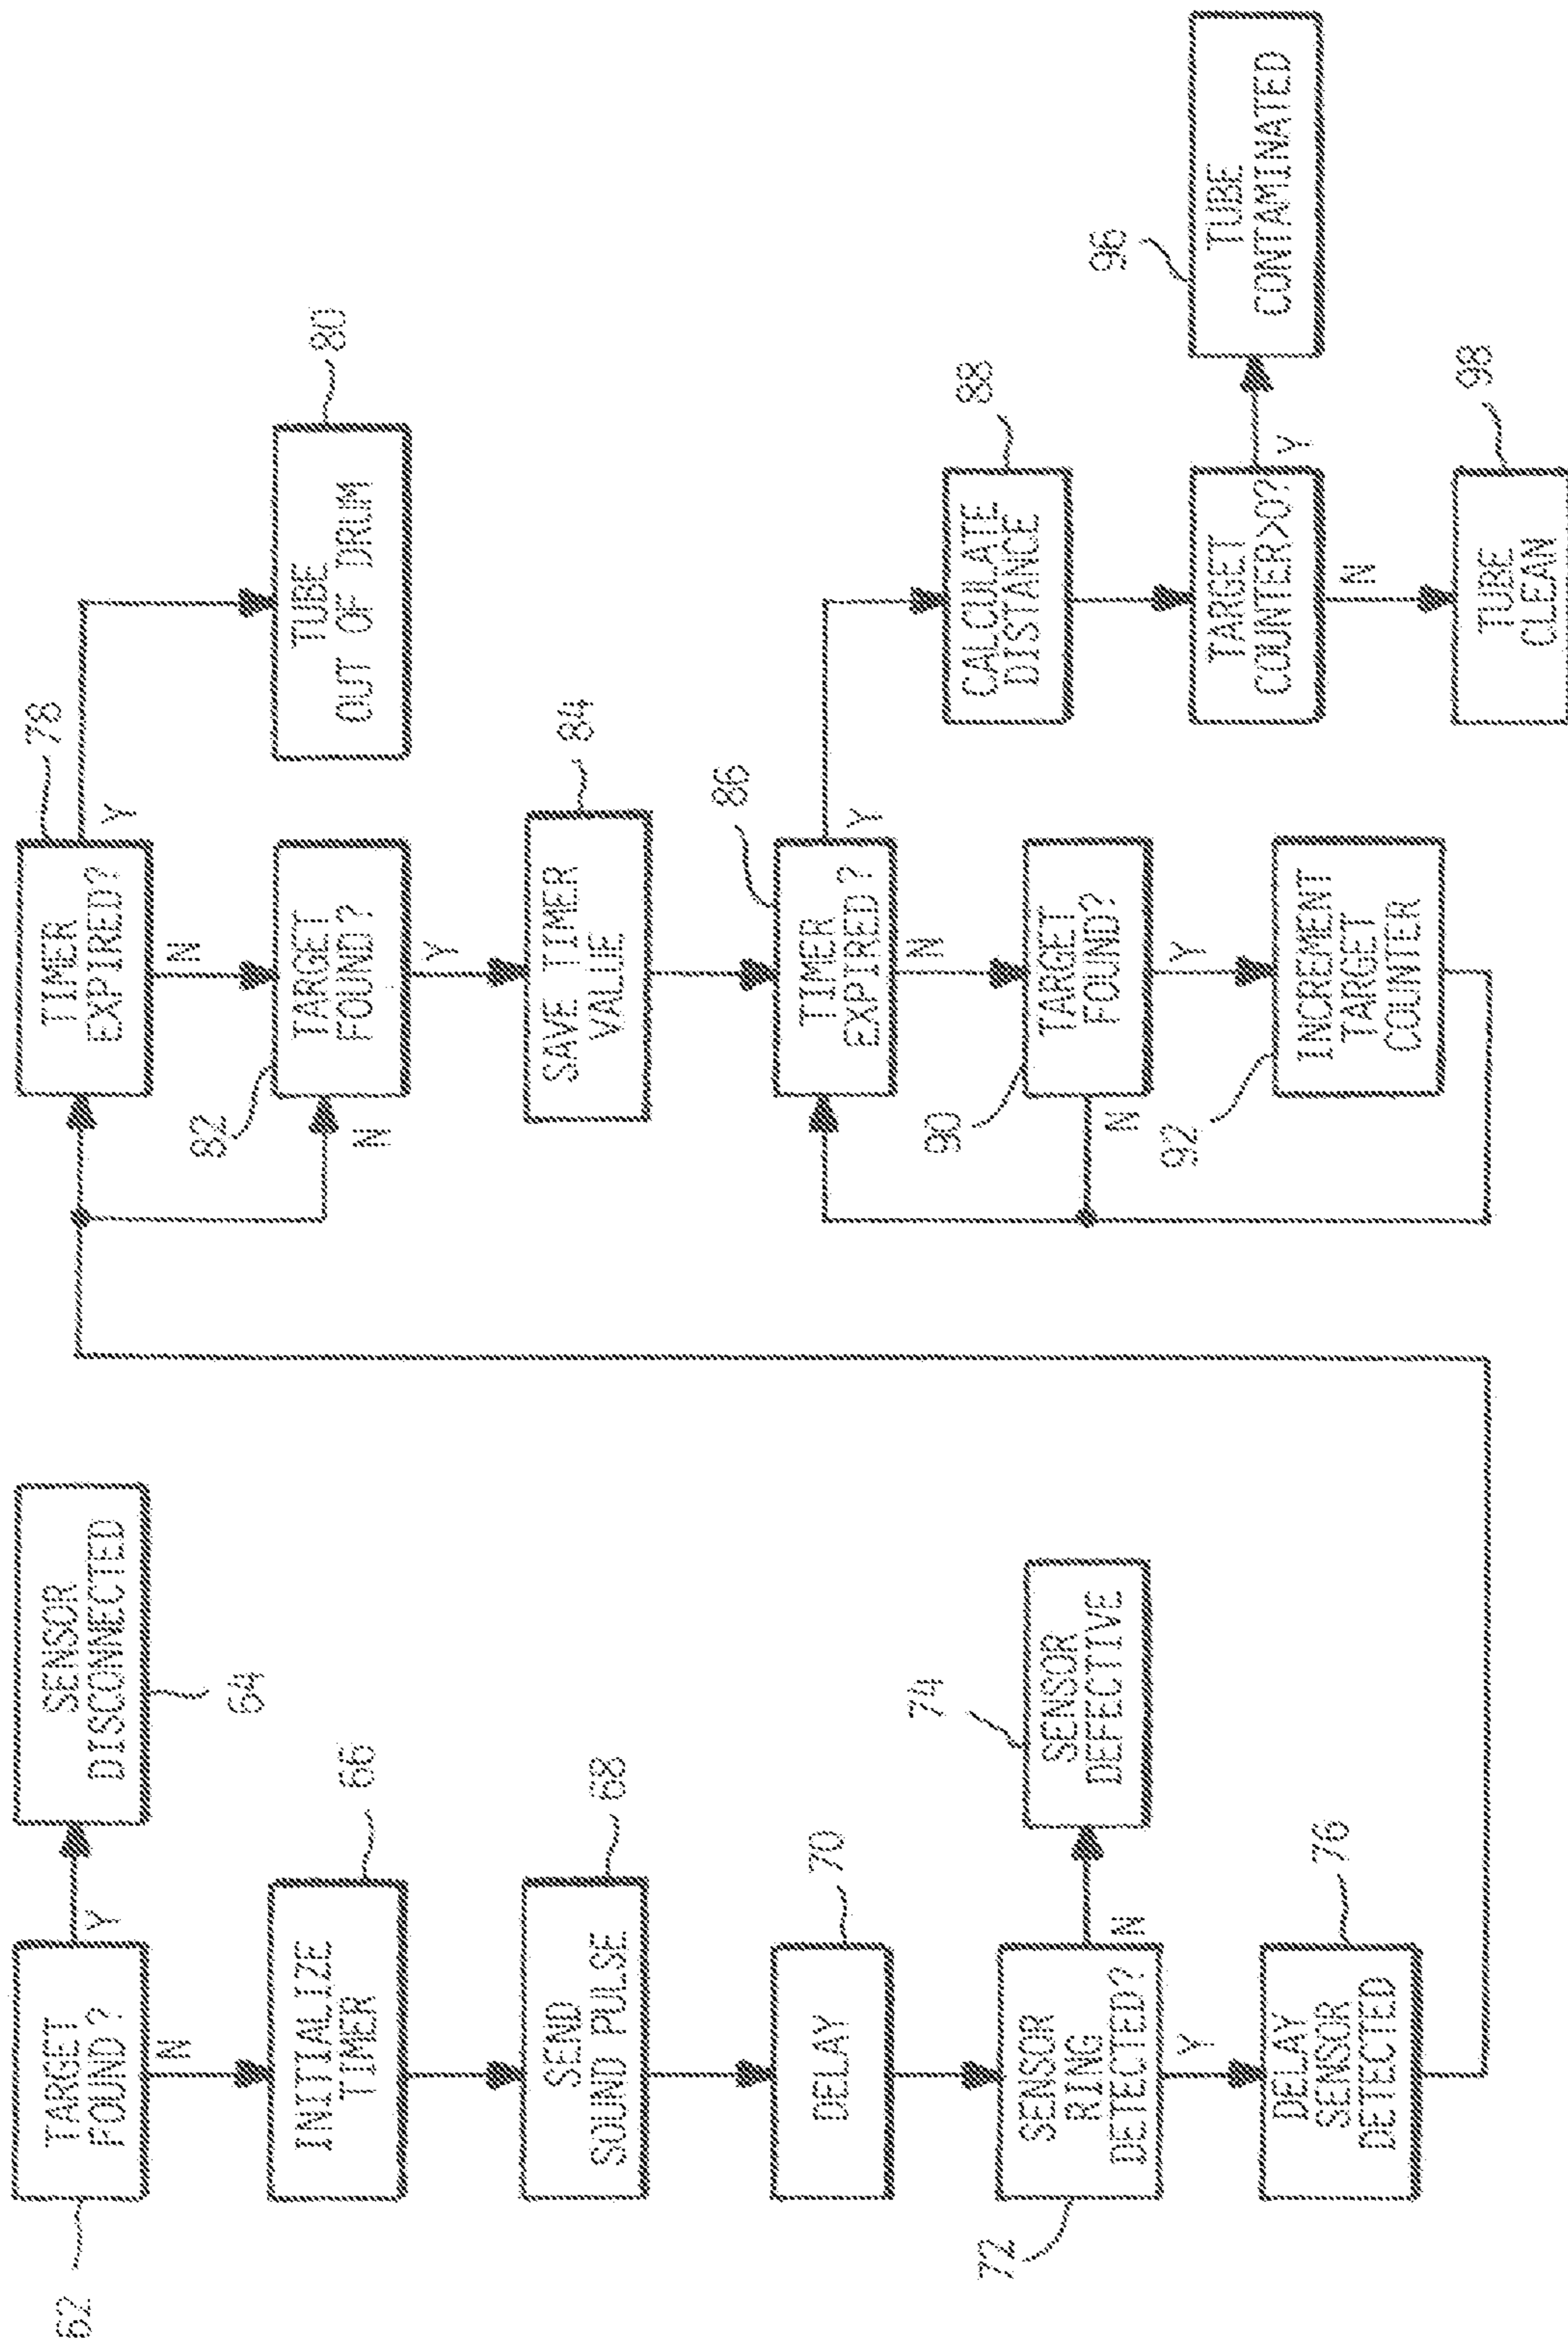 62
TARGET
FOUND?
Y
N
SENSOR
DISCONNECTED
64
INITIALIZE
TIMER
66
SEND
SOUND PULSE
68
DELAY
70
72
SENSOR
RING
DETECTED?
N
Y
74
SENSOR
DEFECTIVE
DELAY
SENSOR
DETECTED
76
TIMER
EXPIRED?
78
Y
N
TUBE
OUT OF DRUM
80
82
TARGET
FOUND?
N
Y
SAVE TIMER
VALUE
84
TIMER
EXPIRED?
86
Y
N
90
TARGET
FOUND?
N
Y
92
INCREMENT
TARGET
COUNTER
CALCULATE
DISTANCE
88
TARGET
COUNTER>0?
Y
N
96
TUBE
CONTAMINATED
TUBE
CLEAN
98